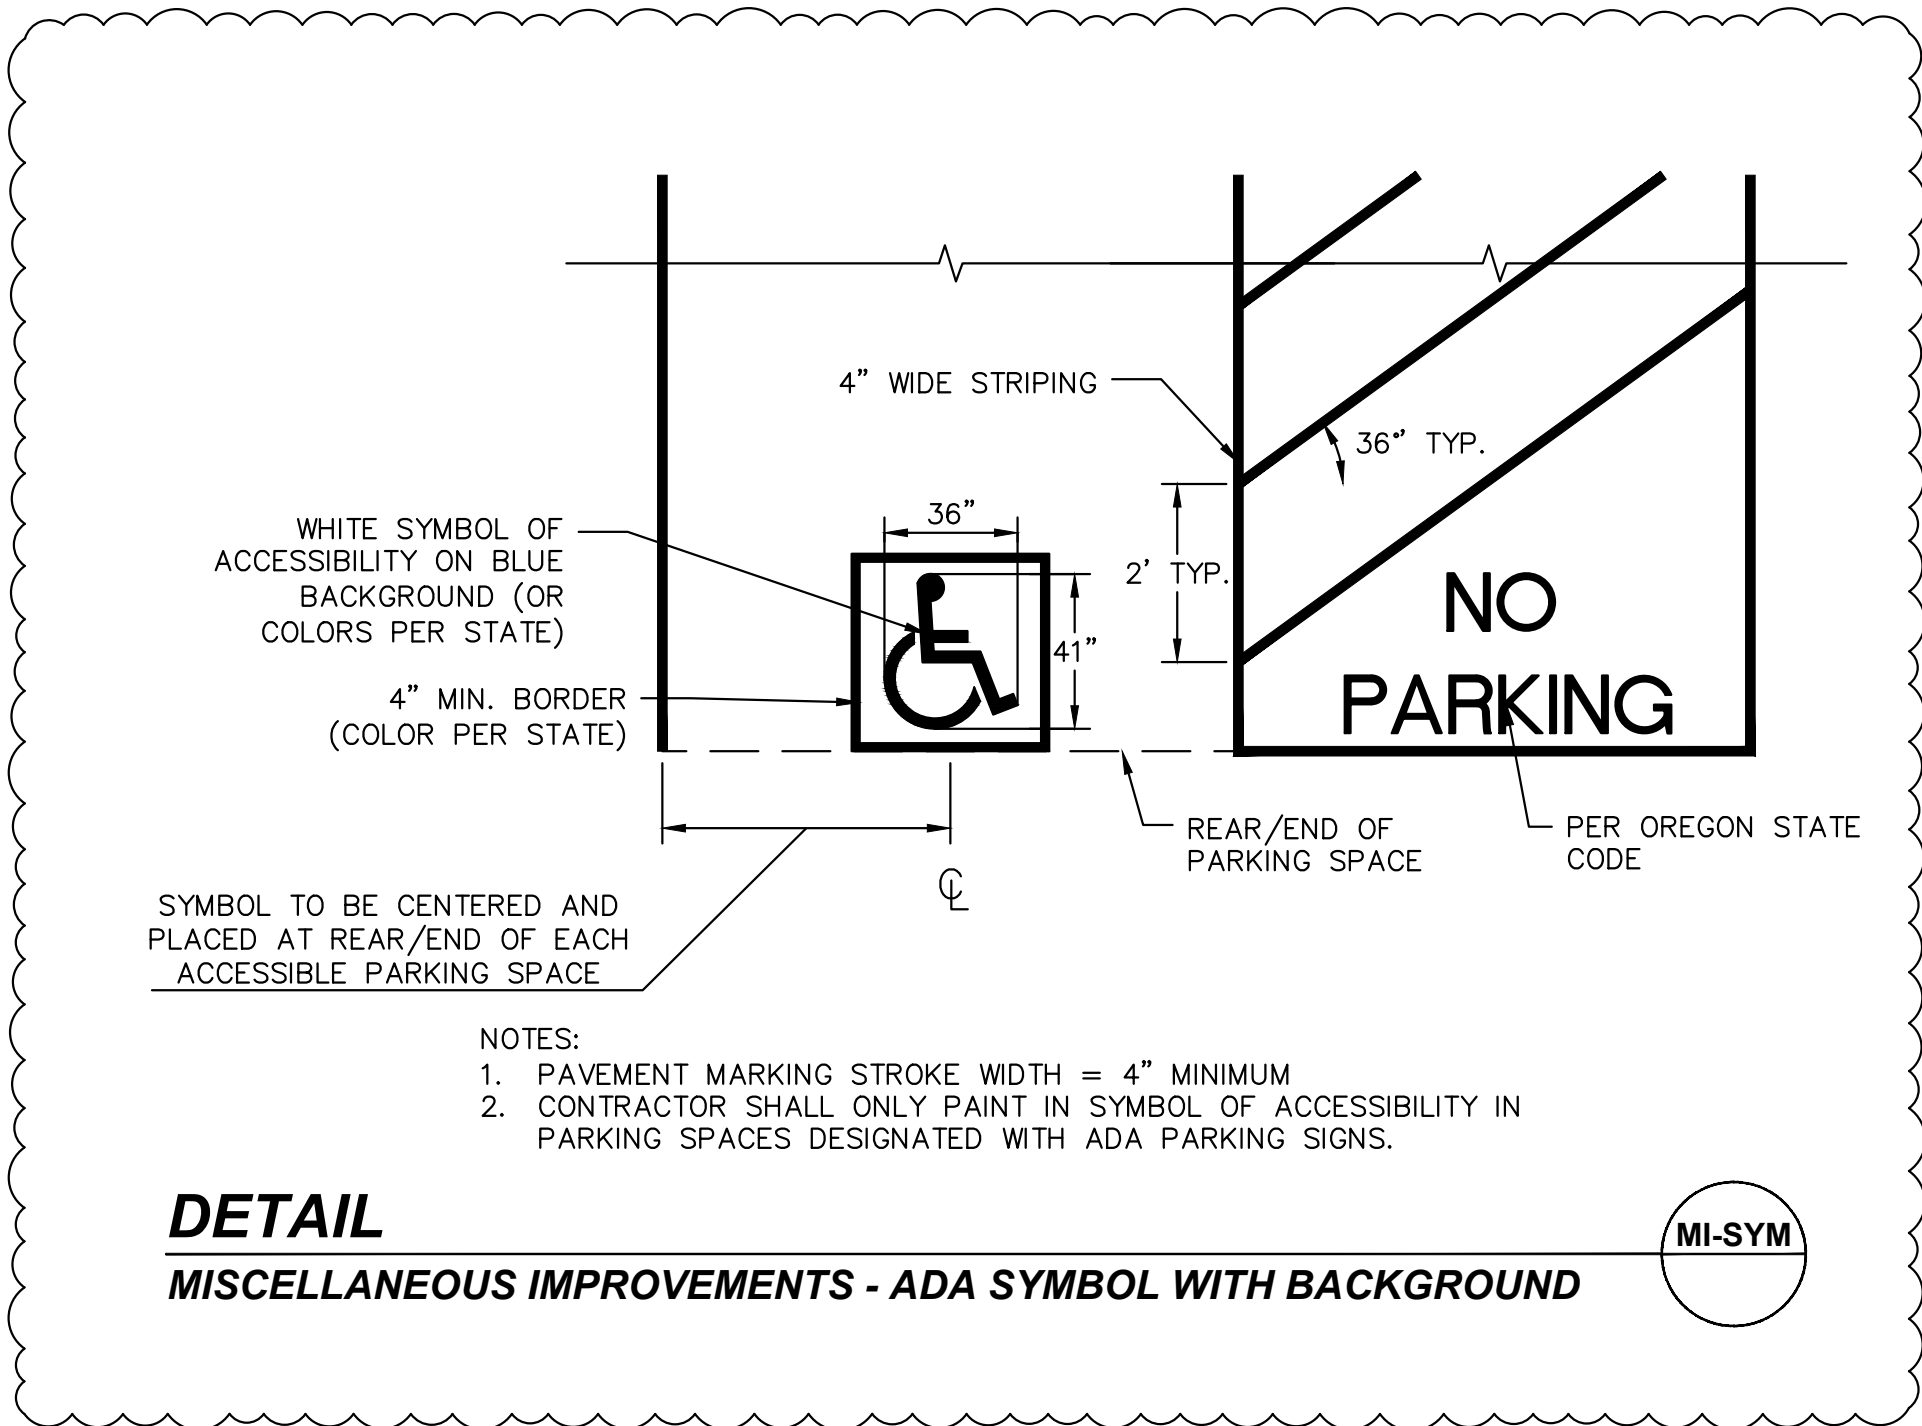 4” WIDE STRIPING
36°’ TYP.
WHITE SYMBOL OF
ACCESSIBILITY ON BLUE
BACKGROUND (OR
COLORS PER STATE)
36”
2’ TYP.
41”
NO
PARKING
4” MIN. BORDER
(COLOR PER STATE)
REAR/END OF
PARKING SPACE
PER OREGON STATE
CODE
℄
SYMBOL TO BE CENTERED AND
PLACED AT REAR/END OF EACH
ACCESSIBLE PARKING SPACE
NOTES:
1. PAVEMENT MARKING STROKE WIDTH = 4” MINIMUM
2. CONTRACTOR SHALL ONLY PAINT IN SYMBOL OF ACCESSIBILITY IN
PARKING SPACES DESIGNATED WITH ADA PARKING SIGNS.
DETAIL
MI-SYM
MISCELLANEOUS IMPROVEMENTS - ADA SYMBOL WITH BACKGROUND